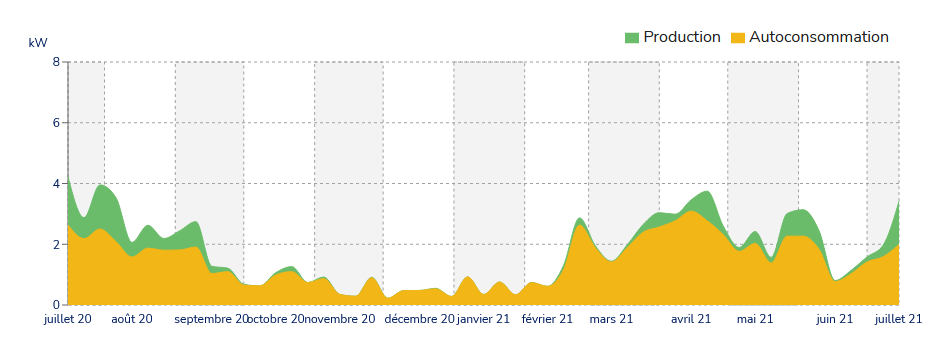 Production Autoconsommation
kW
8
6
4
2
0
juillet 20 août 20 septembre 20 octobre 20 novembre 20 décembre 20 janvier 21 février 21 mars 21 avril 21 mai 21 juin 21 juillet 21